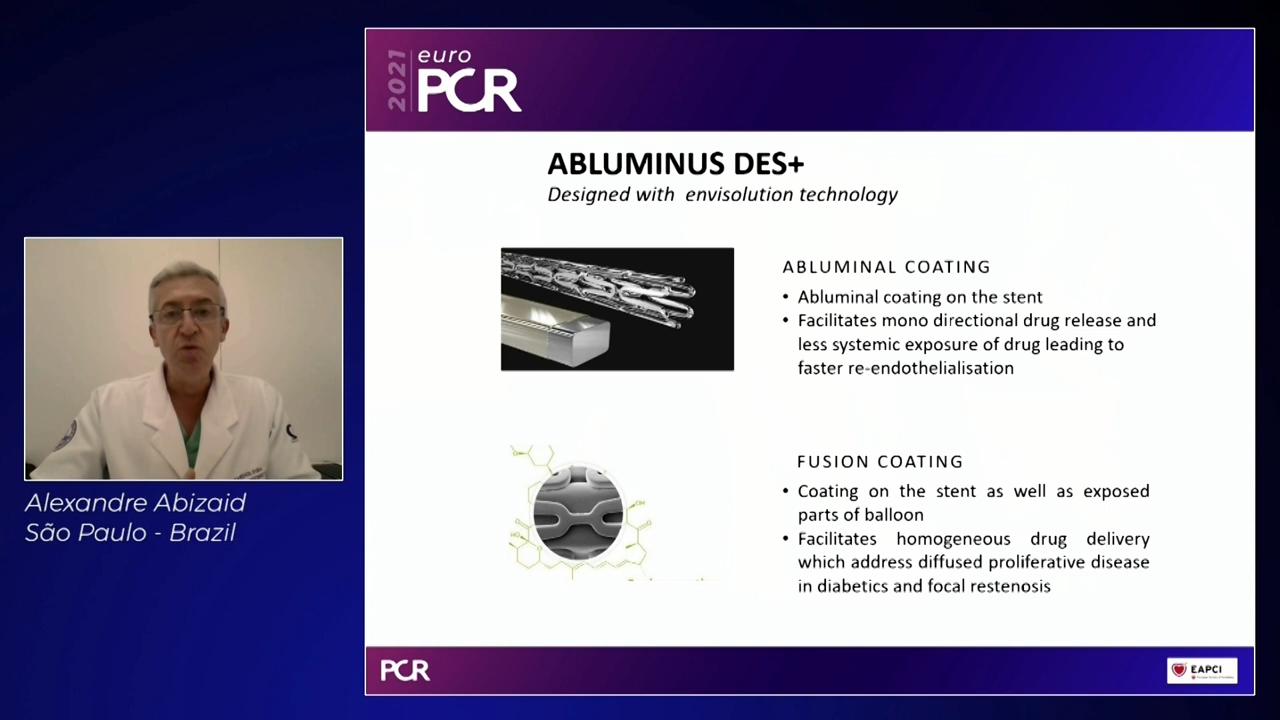 2021
euro
PCR
ABLUMINUS DES+
Designed with envisolution technology
ABLUMINAL COATING
• Abluminal coating on the stent
• Facilitates mono directional drug release and
less systemic exposure of drug leading to
faster re-endothelialisation
FUSION COATING
• Coating on the stent as well as exposed
parts of balloon
• Facilitates homogeneous drug delivery
which address diffused proliferative disease
in diabetics and focal restenosis
Alexandre Abizaid
São Paulo - Brazil
PCR
EAPCI